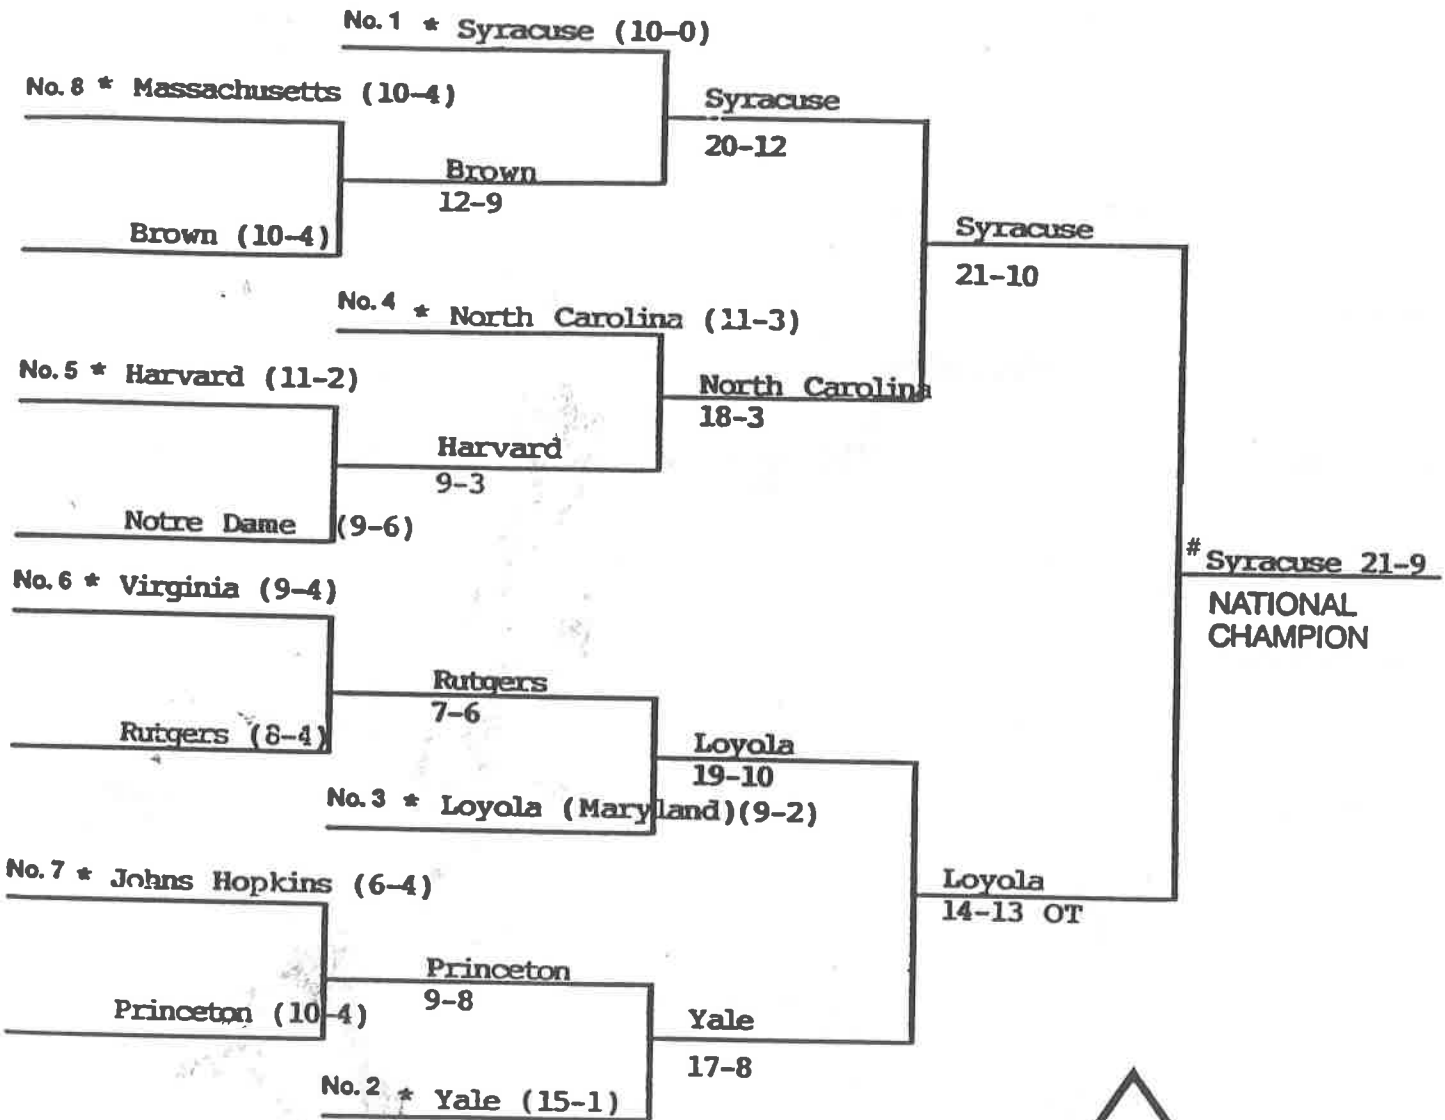 No. 1 * Syracuse (10-0)
No. 8 * Massachusetts (10-4)
Syracuse
20-12
Brown
12-9
Brown (10-4)
Syracuse
21-10
No. 4 * North Carolina (11-3)
No. 5 * Harvard (11-2)
North Carolina
18-3
Harvard
9-3
Notre Dame (9-6)
# Syracuse 21-9
NATIONAL
CHAMPION
No. 6 * Virginia (9-4)
Rutgers
7-6
Rutgers (8-4)
Loyola
19-10
No. 3 * Loyola (Maryland)(9-2)
No. 7 * Johns Hopkins (6-4)
Loyola
14-13 OT
Princeton
9-8
Princeton (10-4)
Yale
17-8
No. 2 * Yale (15-1)